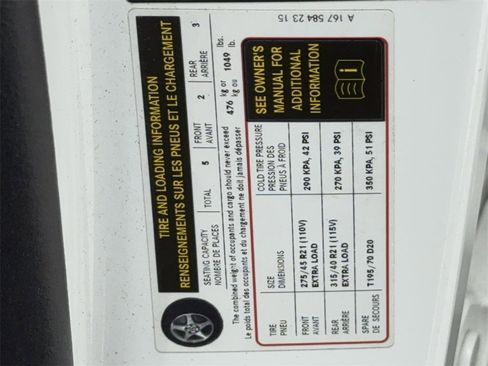 TIRE AND LOADING INFORMATION
RENSEIGNEMENTS SUR LES PNEUS ET LE CHARGEMENT
SEATING CAPACITY TOTAL 5 FRONT 2 REAR 3
NOMBRE DE PLACES AVANT ARRIÈRE
The combined weight of occupants and cargo should never exceed 476 kg or 1049 lbs.
Le poids total des occupants et du chargement ne doit jamais dépasser kg ou lb.
TIRE SIZE COLD TIRE PRESSURE
PNEU DIMENSIONS PRESSION DES
PNEUS À FROID
FRONT 275/45 R21 (110V) 290 KPA, 42 PSI
AVANT EXTRA LOAD
REAR 315/40 R21 (115V) 270 KPA, 39 PSI
ARRIÈRE EXTRA LOAD
SPARE T195/70 D20 350 KPA, 51 PSI
DE SECOURS
SEE OWNER'S
MANUAL FOR
ADDITIONAL
INFORMATION
A 167 584 23 15